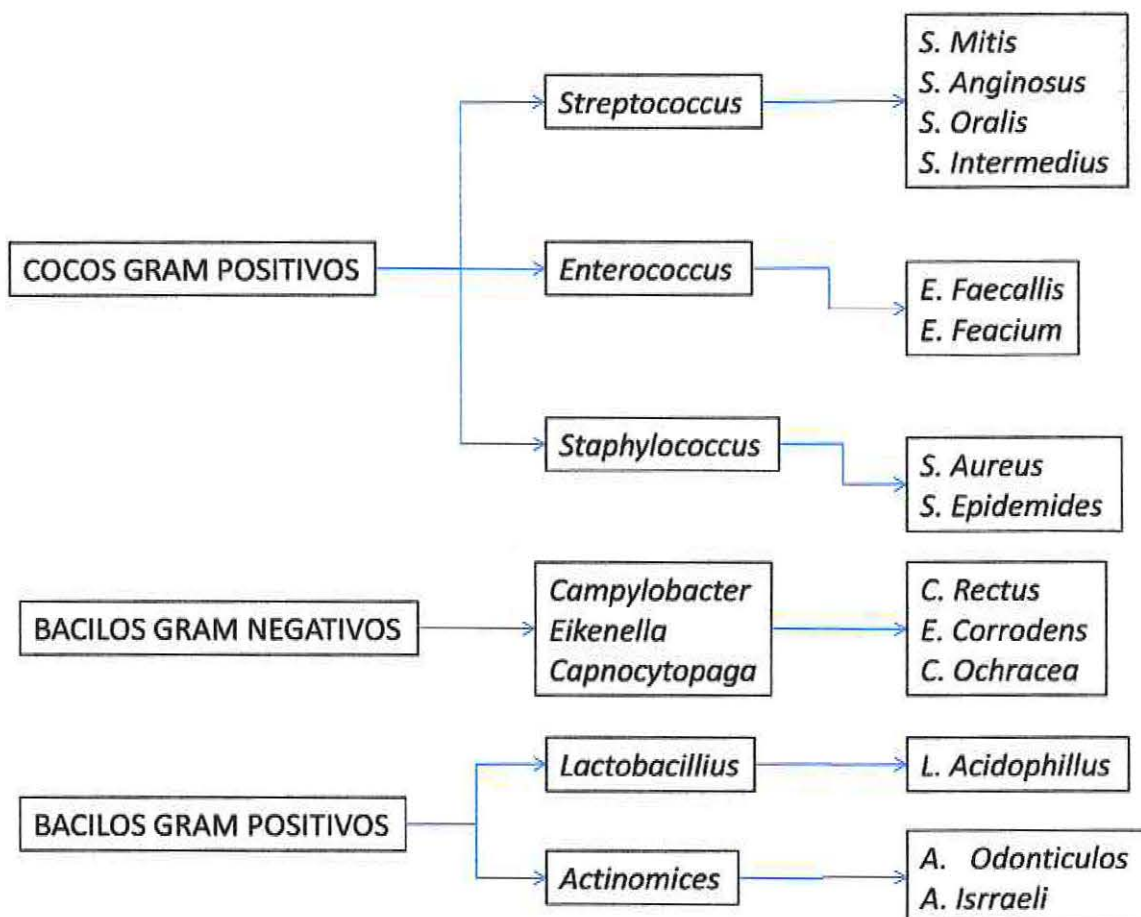 Streptococcus
S. Mitis
S. Anginosus
S. Oralis
S. Intermedius
COCOS GRAM POSITIVOS
Enterococcus
E. Faecallis
E. Feacium
Staphylococcus
S. Aureus
S. Epidemides
BACILOS GRAM NEGATIVOS
Campylobacter
Eikenella
Capnocytopaga
C. Rectus
E. Corrodens
C. Ochracea
BACILOS GRAM POSITIVOS
Lactobacillius
L. Acidophillus
Actinomices
A. Odonticulos
A. Isrraeli